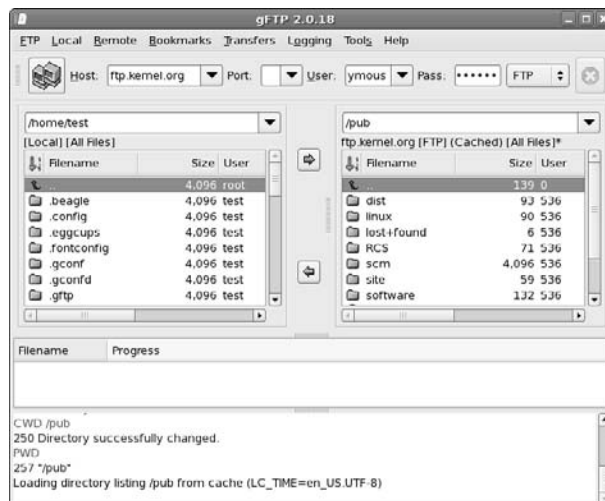 gFTP 2.0.18
FTP Local Remote Bookmarks Transfers Logging Tools Help
Host: ftp.kernel.org Port: User: ymous Pass: •••••• FTP
/home/test
[Local] [All Files]
Filename Size User
.. 4,096 root
.beagle 4,096 test
.config 4,096 test
.eggcups 4,096 test
.fontconfig 4,096 test
.gconf 4,096 test
.gconfd 4,096 test
.gftp 4,096 test
/pub
ftp.kernel.org [FTP] (Cached) [All Files]*
Filename Size User
.. 139 0
dist 93 536
linux 90 536
lost+found 6 536
RCS 71 536
scm 4,096 536
site 59 536
software 132 536
Filename Progress
CWD /pub
250 Directory successfully changed.
PWD
257 "/pub"
Loading directory listing /pub from cache (LC_TIME=en_US.UTF-8)